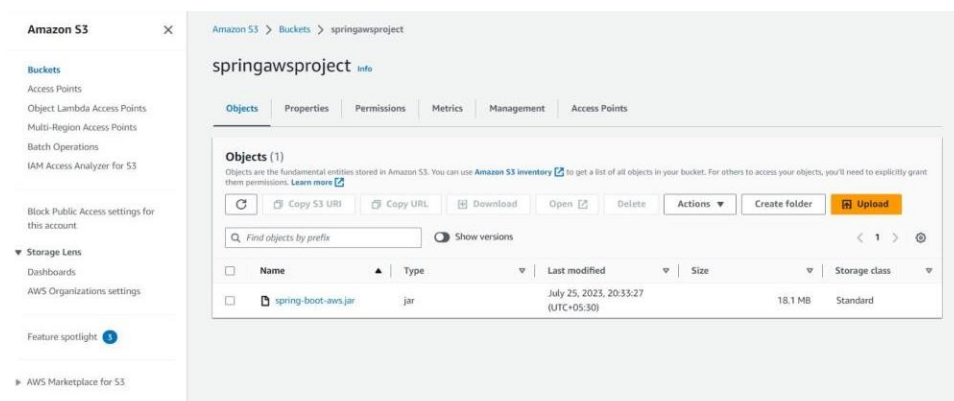 Amazon S3
Buckets
Access Points
Object Lambda Access Points
Multi-Region Access Points
Batch Operations
IAM Access Analyzer for S3
Block Public Access settings for
this account
Storage Lens
Dashboards
AWS Organizations settings
Feature spotlight 3
AWS Marketplace for S3
Amazon S3 > Buckets > springawsproject
springawsproject Info
Objects Properties Permissions Metrics Management Access Points
Objects (1)
Objects are the fundamental entities stored in Amazon S3. You can use Amazon S3 inventory to get a list of all objects in your bucket. For others to access your objects, you'll need to explicitly grant
them permissions. Learn more
Copy S3 URI Copy URL Download Open Delete Actions Create folder Upload
Find objects by prefix Show versions 1
Name Type Last modified Size Storage class
spring-boot-aws.jar jar July 25, 2023, 20:33:27 18.1 MB Standard
(UTC+05:30)